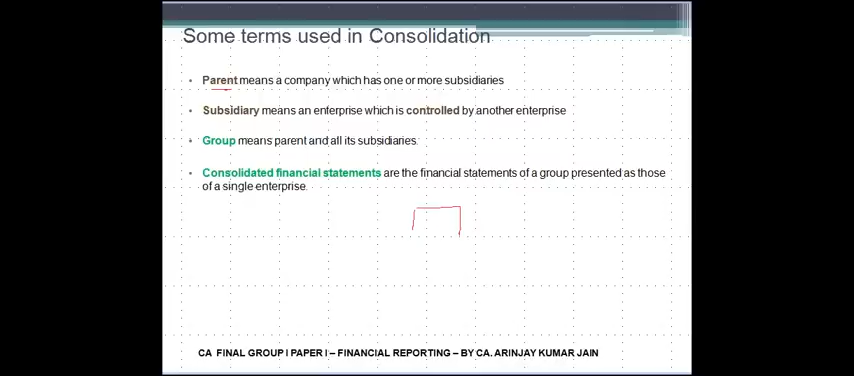 Some terms used in Consolidation
• Parent means a company which has one or more subsidiaries
• Subsidiary means an enterprise which is controlled by another enterprise
• Group means parent and all its subsidiaries.
• Consolidated financial statements are the financial statements of a group presented as those
of a single enterprise.
CA FINAL GROUP I PAPER I – FINANCIAL REPORTING – BY CA. ARINJAY KUMAR JAIN